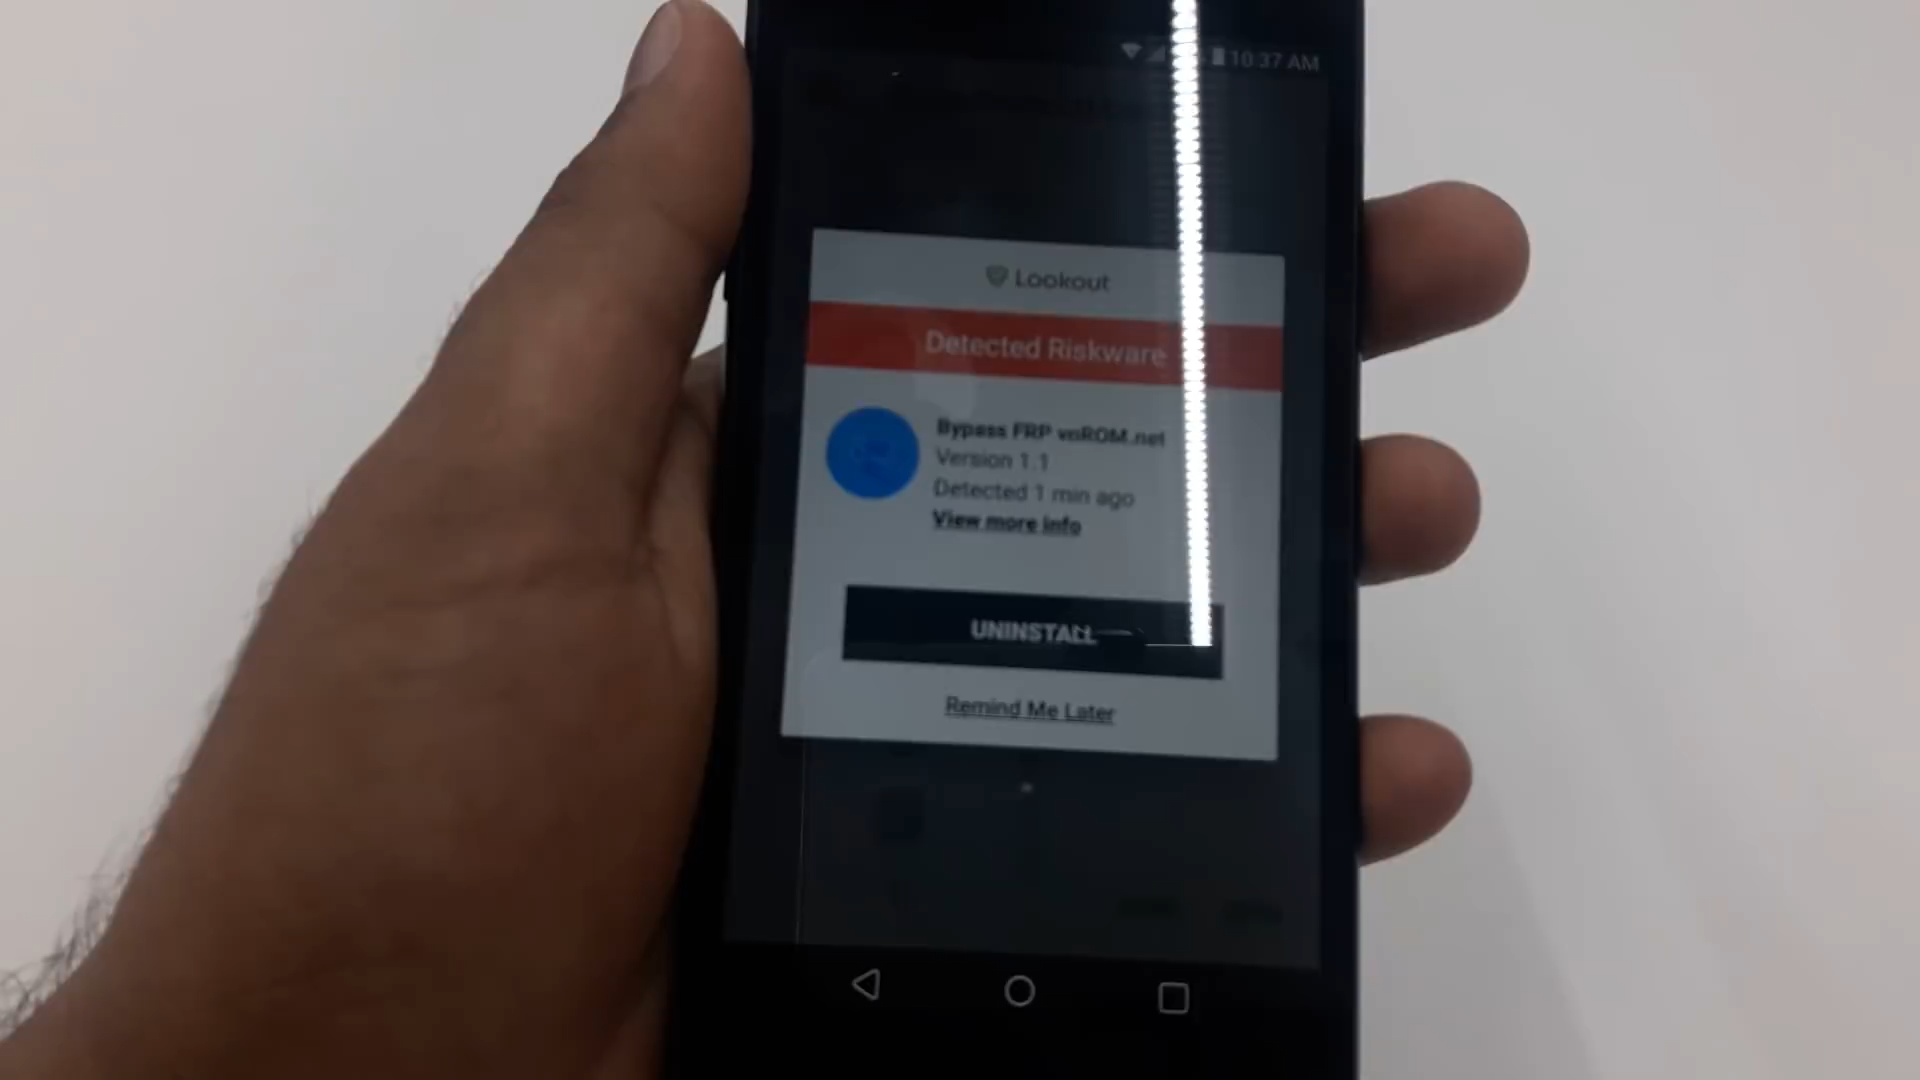 10:37 AM
Lookout
Detected Riskware
Bypass FRP vnROM.net
Version 1.1
Detected 1 min ago
View more info
UNINSTALL
Remind Me Later